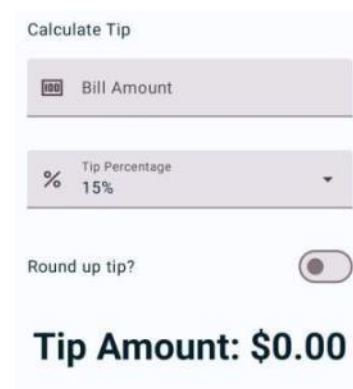 Calculate Tip
Bill Amount
Tip Percentage
15%
Round up tip?
Tip Amount: $0.00